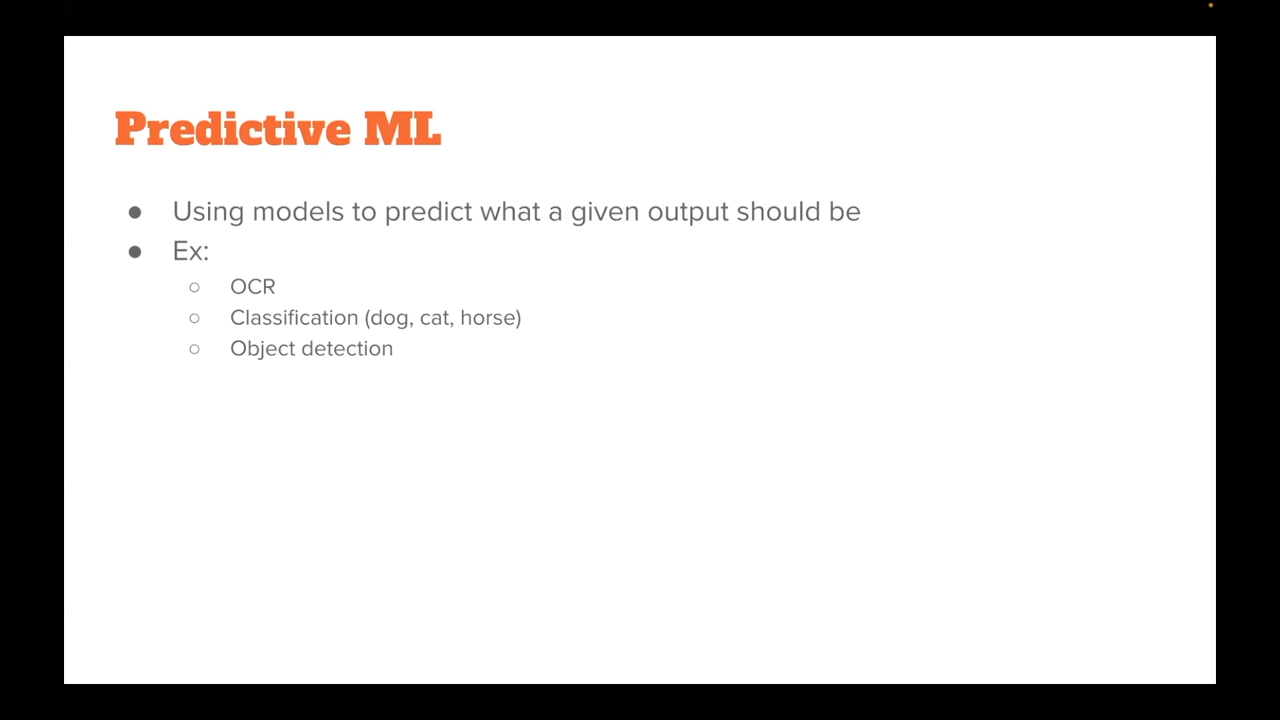 Predictive ML
● Using models to predict what a given output should be
● Ex:
○ OCR
○ Classification (dog, cat, horse)
○ Object detection